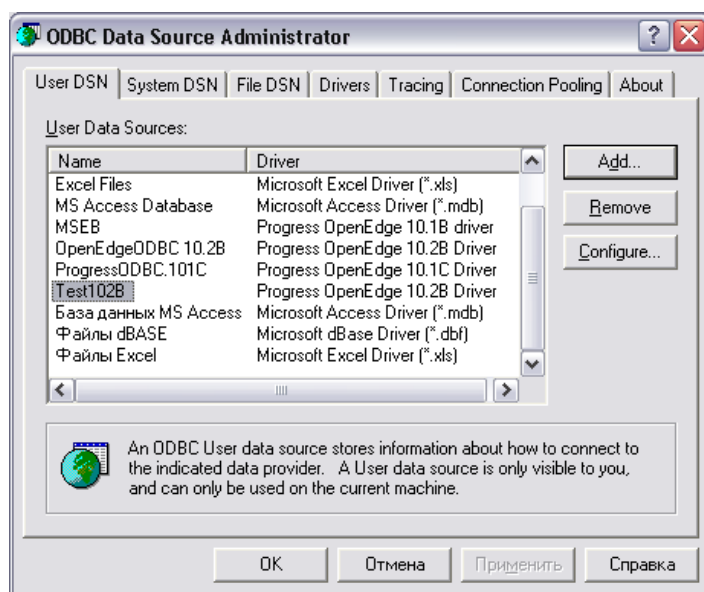 ODBC Data Source Administrator
User DSN System DSN File DSN Drivers Tracing Connection Pooling About
User Data Sources:
Name Driver
Excel Files Microsoft Excel Driver (*.xls)
MS Access Database Microsoft Access Driver (*.mdb)
MSEB Progress OpenEdge 10.1B driver
OpenEdgeODBC 10.2B Progress OpenEdge 10.2B Driver
ProgressODBC.101C Progress OpenEdge 10.1C Driver
Test102B Progress OpenEdge 10.2B Driver
База данных MS Access Microsoft Access Driver (*.mdb)
Файлы dBASE Microsoft dBase Driver (*.dbf)
Файлы Excel Microsoft Excel Driver (*.xls)
Add...
Remove
Configure...
An ODBC User data source stores information about how to connect to
the indicated data provider. A User data source is only visible to you,
and can only be used on the current machine.
OK Отмена Применить Справка